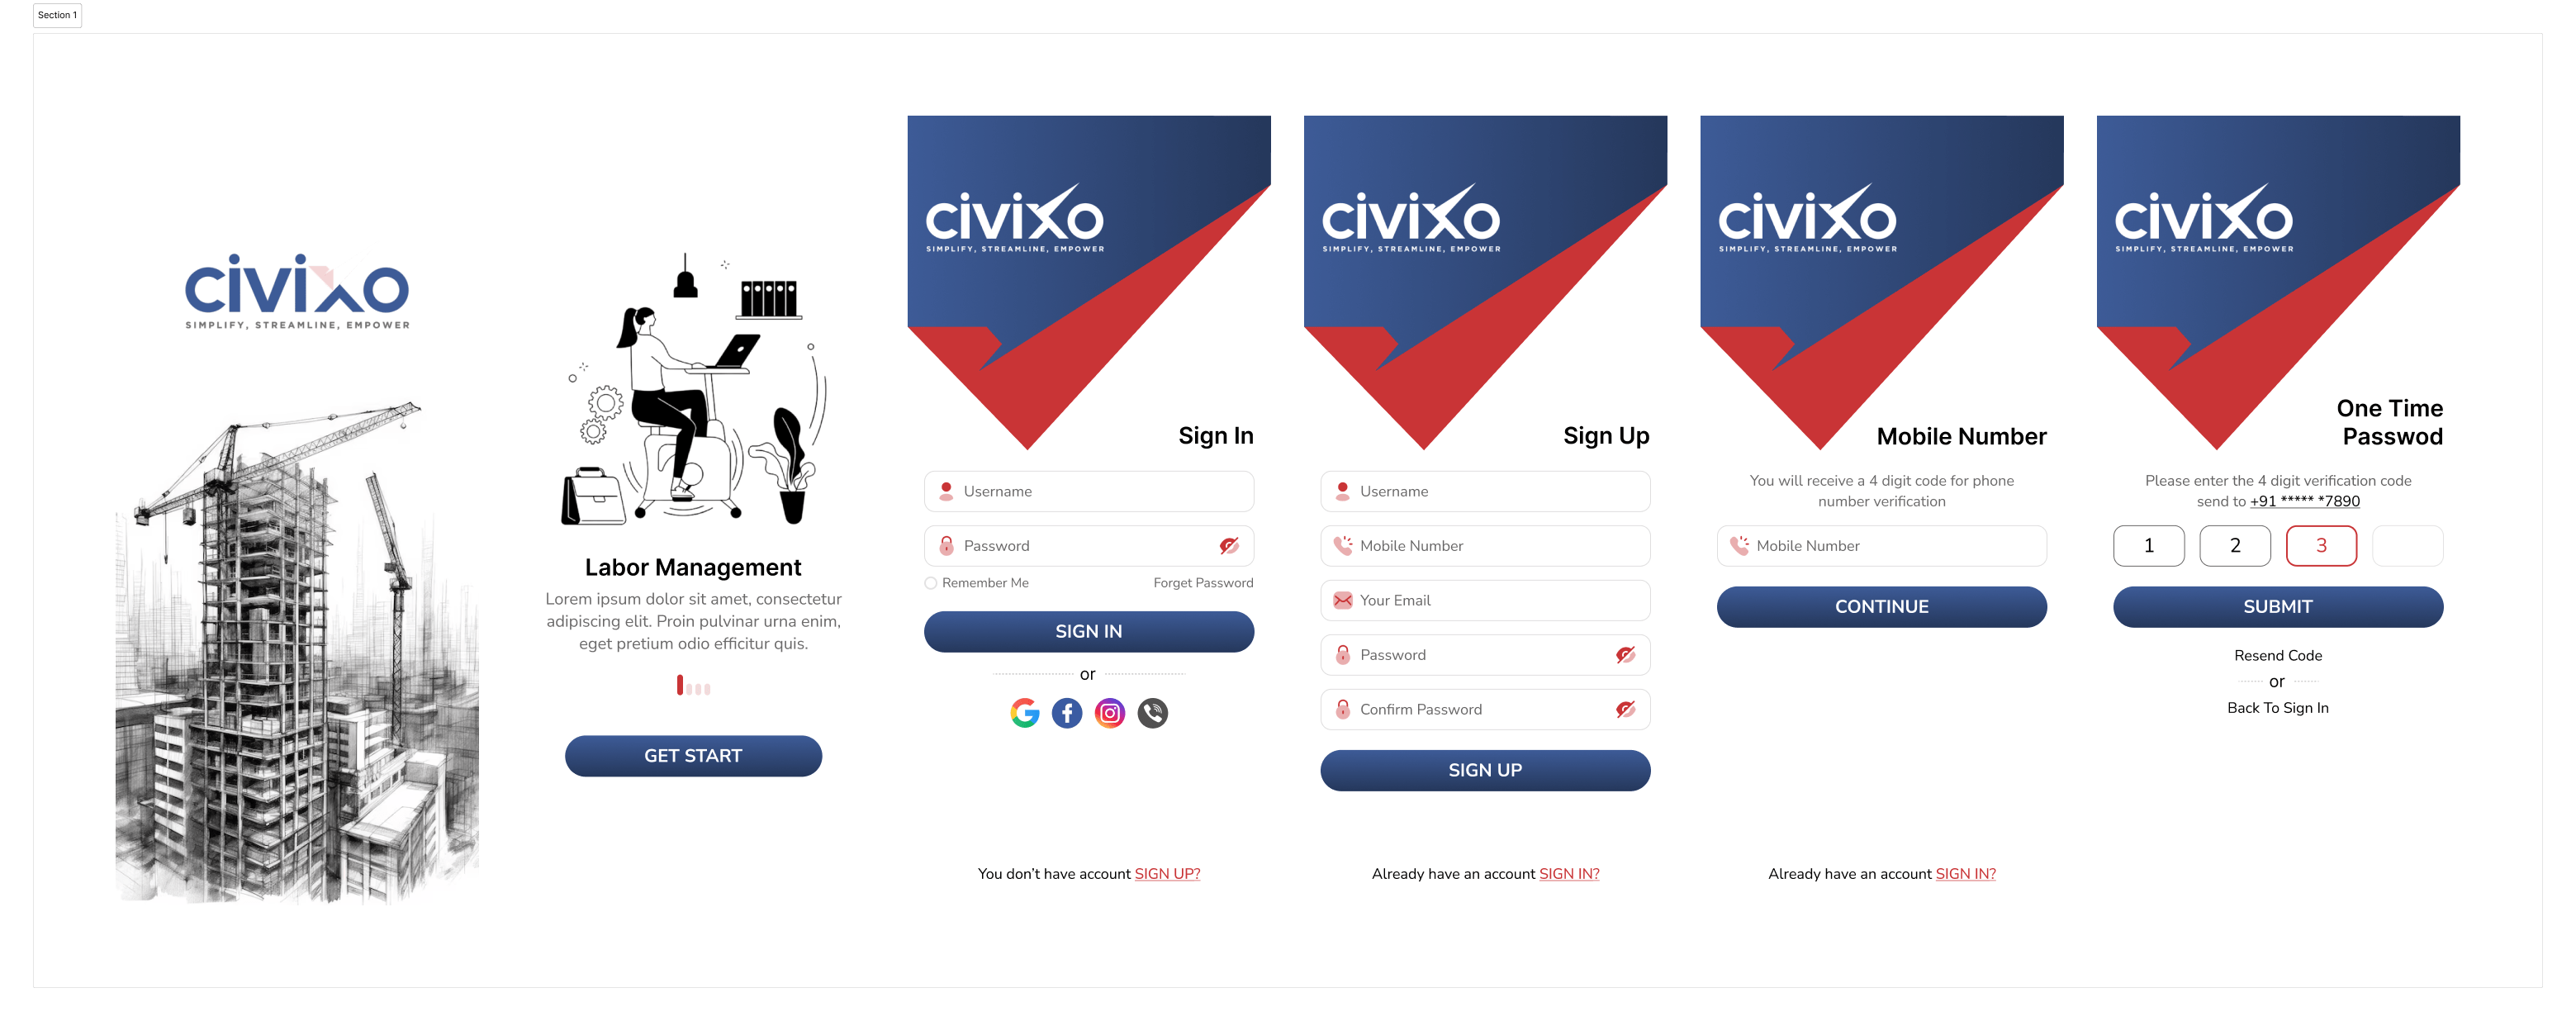 Section 1
civixo
SIMPLIFY, STREAMLINE, EMPOWER
Labor Management
Lorem ipsum dolor sit amet, consectetur
adipiscing elit. Proin pulvinar urna enim,
eget pretium odio efficitur quis.
GET START
civixo
SIMPLIFY, STREAMLINE, EMPOWER
Sign In
Username
Password
Remember Me
Forget Password
SIGN IN
or
You don't have account SIGN UP?
civixo
SIMPLIFY, STREAMLINE, EMPOWER
Sign Up
Username
Mobile Number
Your Email
Password
Confirm Password
SIGN UP
Already have an account SIGN IN?
civixo
SIMPLIFY, STREAMLINE, EMPOWER
Mobile Number
You will receive a 4 digit code for phone
number verification
Mobile Number
CONTINUE
Already have an account SIGN IN?
civixo
SIMPLIFY, STREAMLINE, EMPOWER
One Time
Passwod
Please enter the 4 digit verification code
send to +91 ***** *7890
1 2 3
SUBMIT
Resend Code
or
Back To Sign In